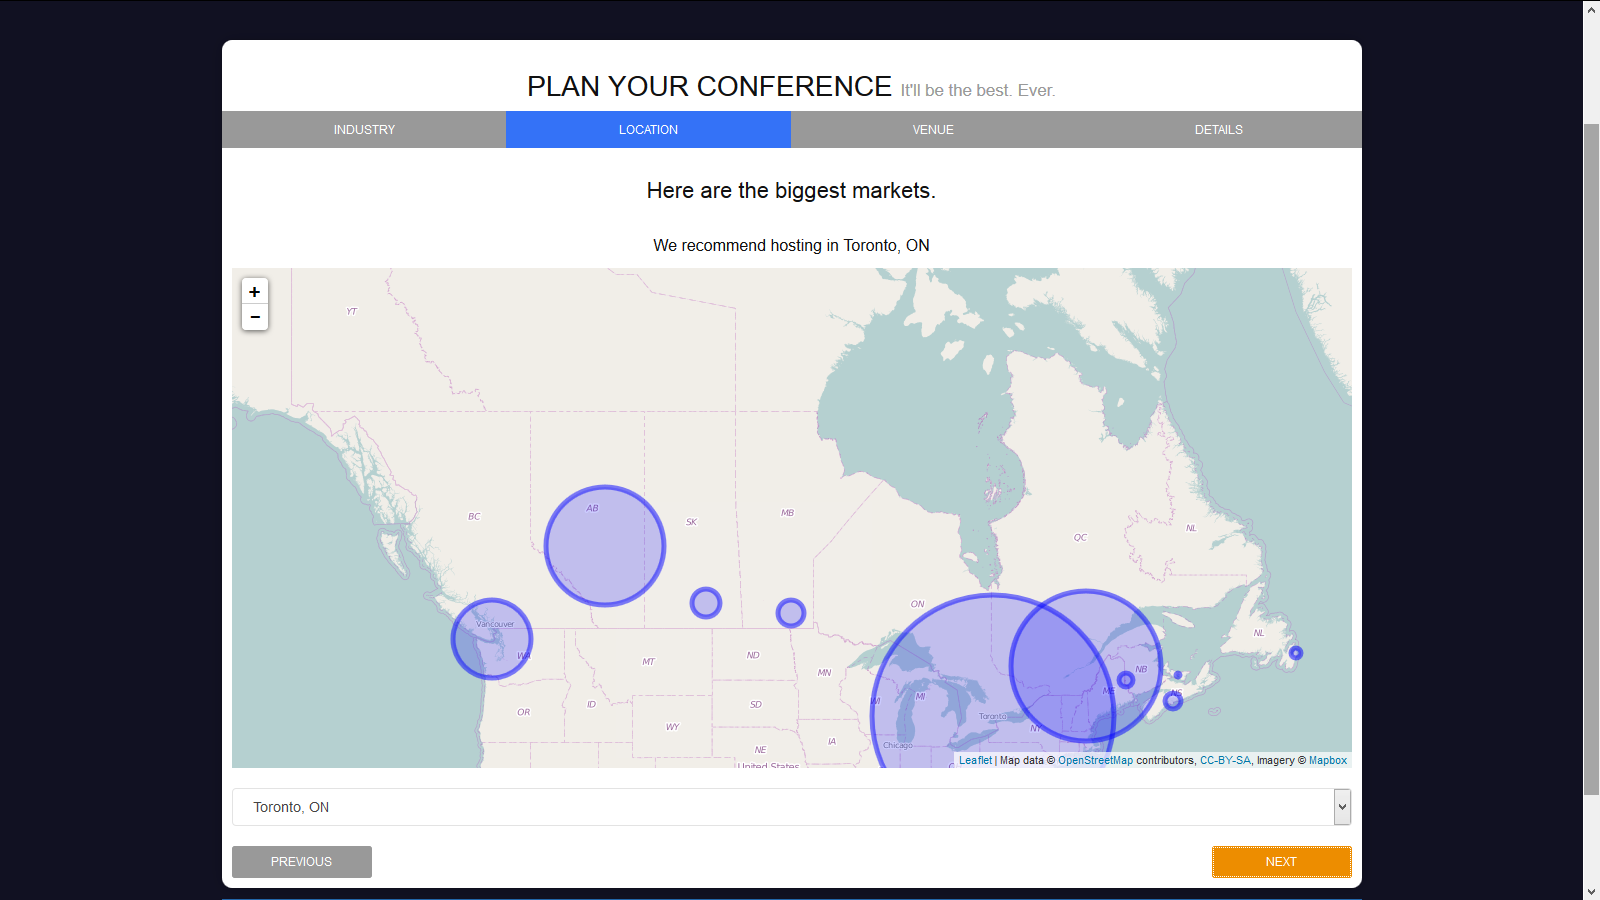 PLAN YOUR CONFERENCE It'll be the best. Ever.
INDUSTRY LOCATION VENUE DETAILS
Here are the biggest markets.
We recommend hosting in Toronto, ON
+
−
YT
AB
BC SK MB
NL
QC
ON
Vancouver
NL
WA MT ND
MN NB
ME
WI MI NS
OR ID SD
Toronto
WY NY
IA
Chicago
NE
United States
Leaflet | Map data © OpenStreetMap contributors, CC-BY-SA, Imagery © Mapbox
Toronto, ON
PREVIOUS NEXT